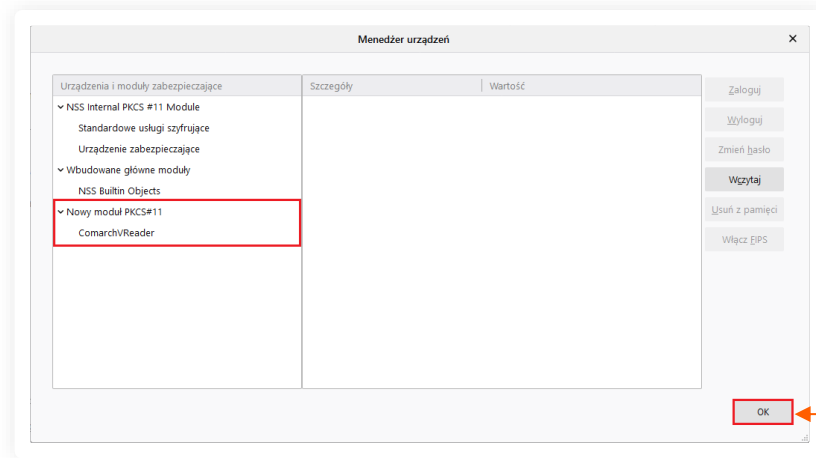 Menedżer urządzeń
Urządzenia i moduły zabezpieczające
Szczegóły
Wartość
NSS Internal PKCS #11 Module
Standardowe usługi szyfrujące
Urządzenie zabezpieczające
Wbudowane główne moduły
NSS Builtin Objects
Nowy moduł PKCS#11
ComarchVReader
Zaloguj
Wyloguj
Zmień hasło
Wczytaj
Usuń z pamięci
Włącz FIPS
OK